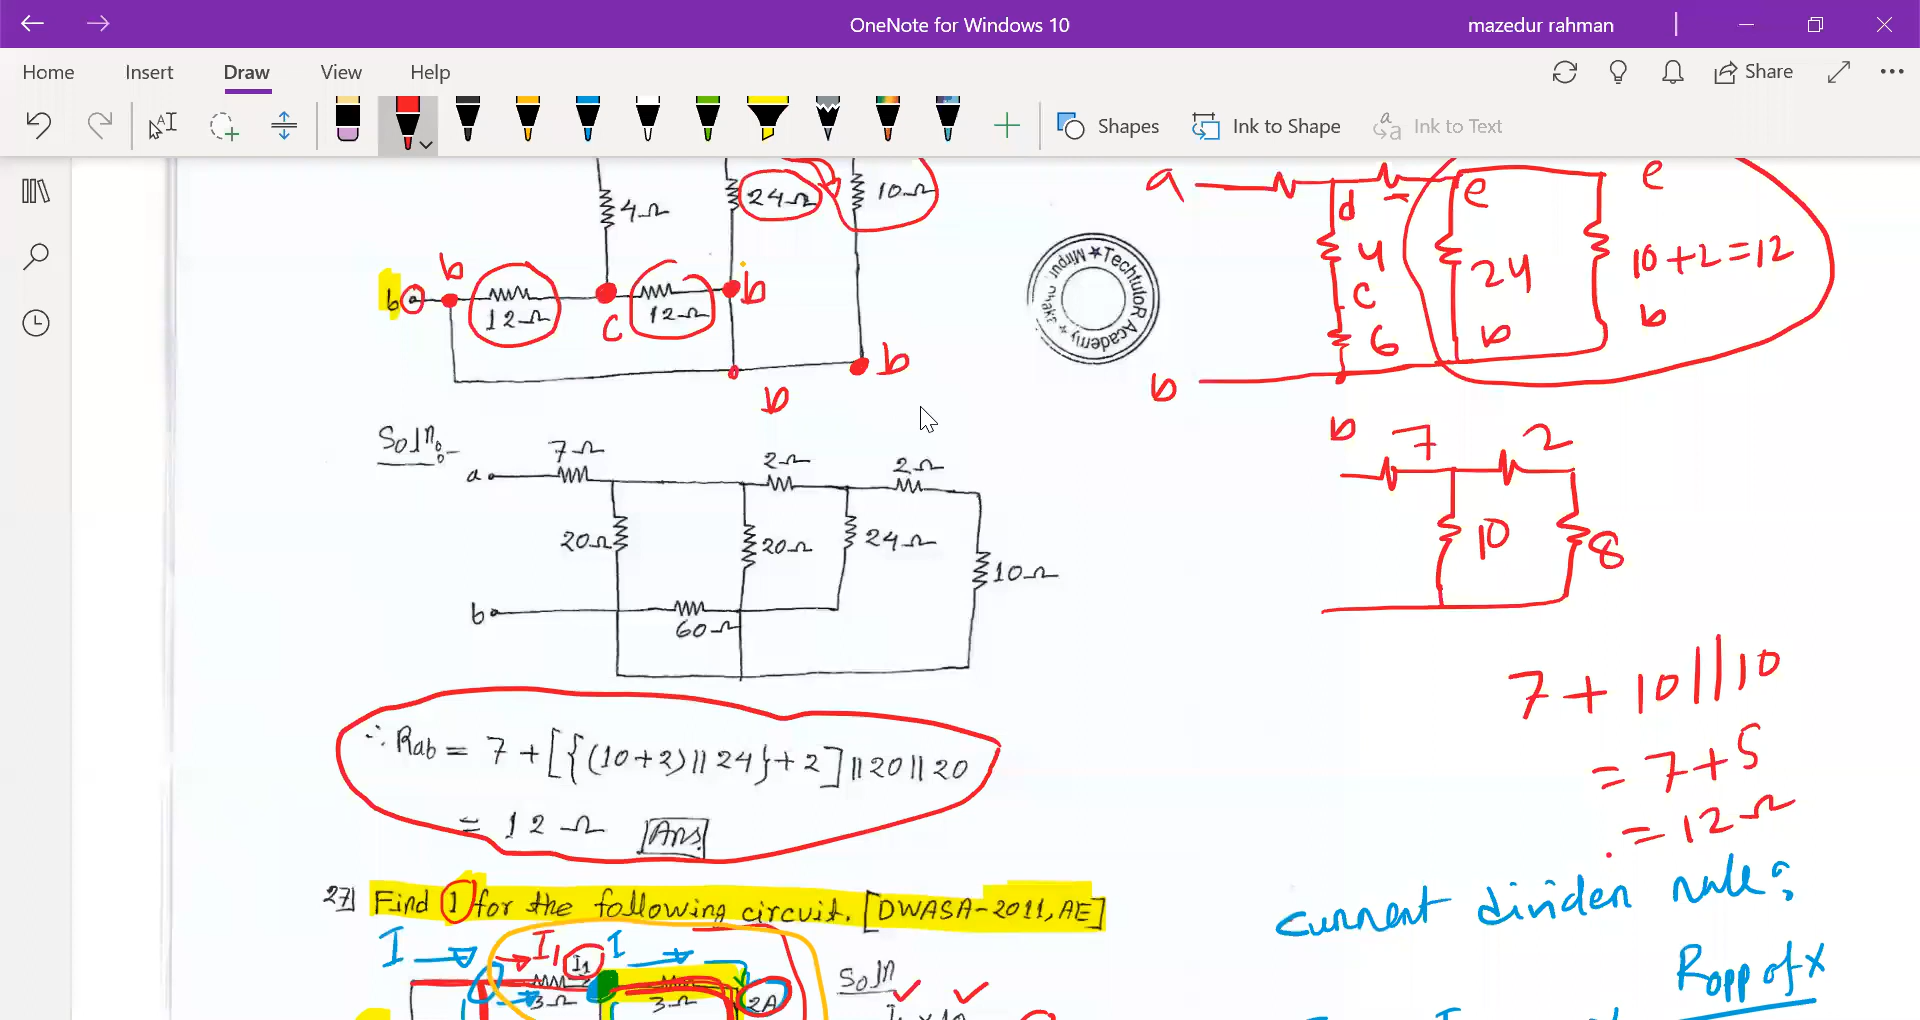 OneNote for Windows 10
mazedur rahman
Home Insert Draw View Help
Share
Shapes Ink to Shape Ink to Text
24Ω 10Ω
4Ω
b b a b
12Ω c 12Ω
b
b
a d e e
4 24 10+2=12
c b b
6
b
b
TechtutoR Academy
Mirpur Dhaka
Soln:-
a 7Ω 2Ω 2Ω
20Ω 20Ω 24Ω 10Ω
b 60Ω
7 2
10 8
7+10||10
=7+5
=12Ω
∴ Rab = 7+[{(10+2)||24}+2]||20||20
= 12Ω Ans.
27] Find I for the following circuit. [DWASA-2011, AE]
I I1 I1 I
3Ω 3Ω 2A
Soln
current divider rule:
Ropp of x